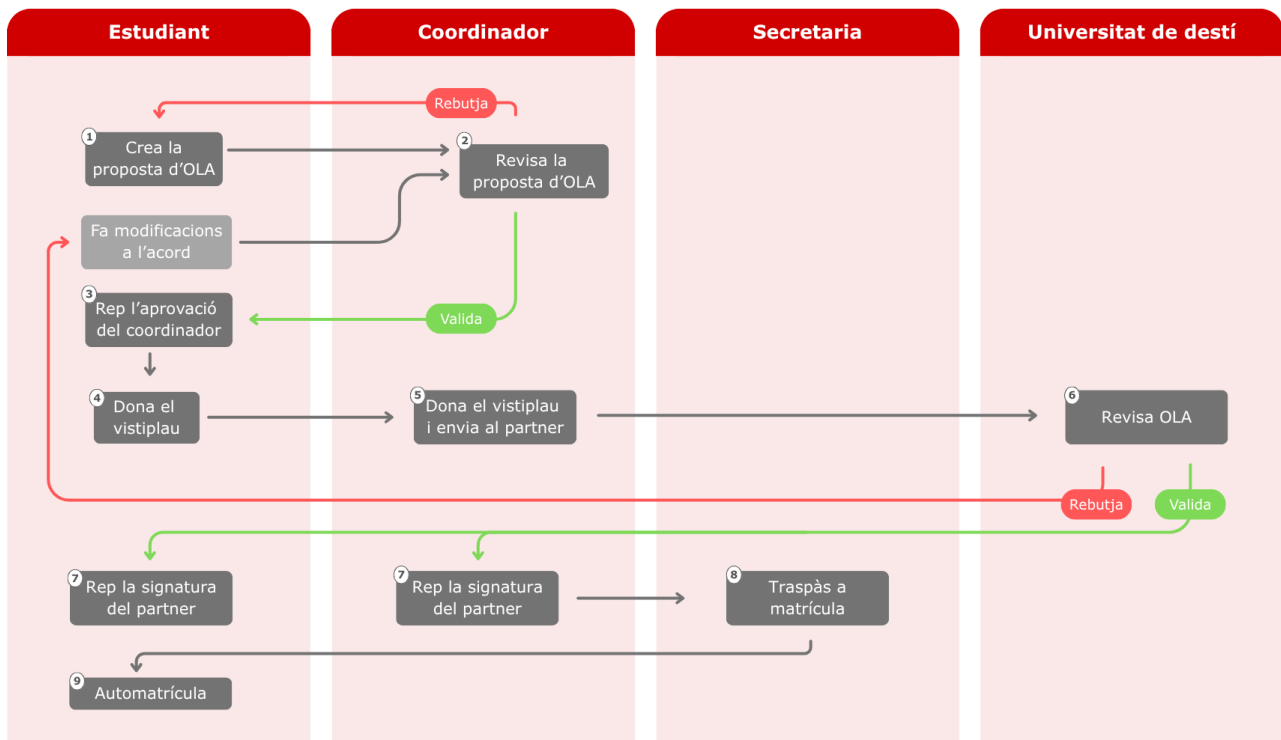 Estudiant
Coordinador
Secretaria
Universitat de destí
Rebutja
1
Crea la
proposta d'OLA
2
Revisa la
proposta d'OLA
Fa modificacions
a l'acord
3
Rep l'aprovació
del coordinador
Valida
4
Dona el
vistiplau
5
Dona el vistiplau
i envia al partner
6
Revisa OLA
Rebutja
Valida
7
Rep la signatura
del partner
7
Rep la signatura
del partner
8
Traspàs a
matrícula
9
Automatrícula